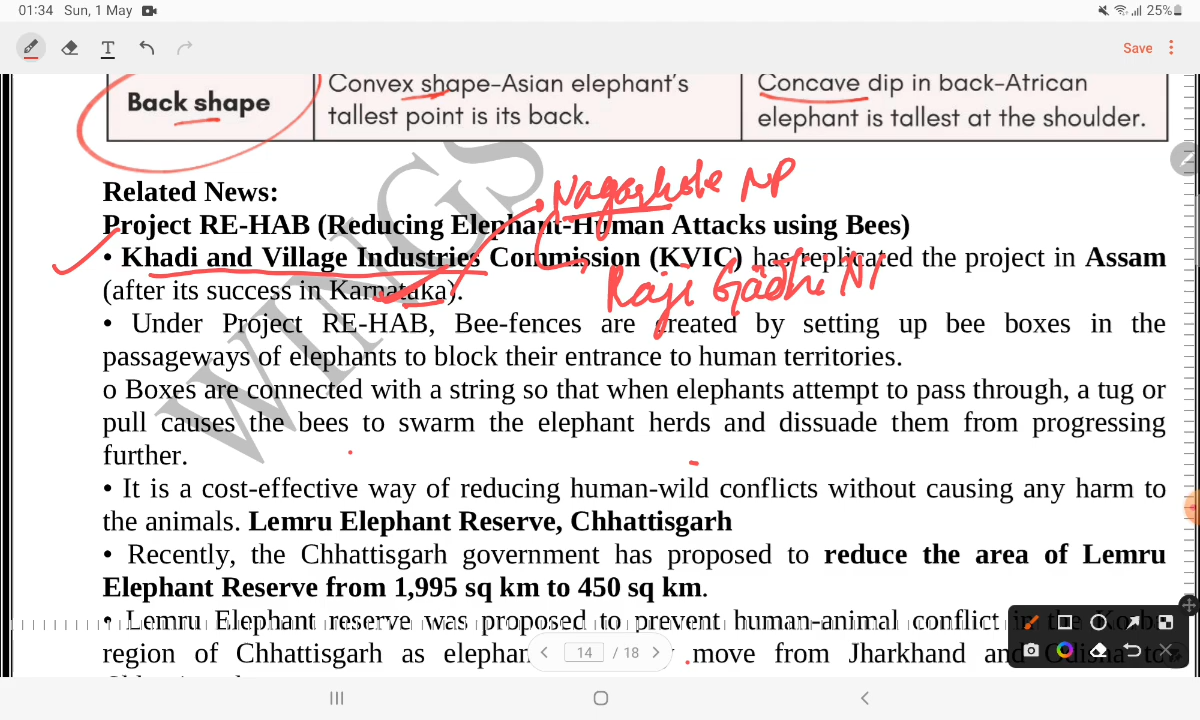 01:34 Sun, 1 May
25%
T
Save
Back shape
Convex shape–Asian elephant's
tallest point is its back.
Concave dip in back–African
elephant is tallest at the shoulder.
WINGS
Related News:
Nagarhole NP
Project RE-HAB (Reducing Elephant-Human Attacks using Bees)
• Khadi and Village Industries Commission (KVIC) has replicated the project in Assam
(after its success in Karnataka).
• Under Project RE-HAB, Bee-fences are created by setting up bee boxes in the
passageways of elephants to block their entrance to human territories.
o Boxes are connected with a string so that when elephants attempt to pass through, a tug or
pull causes the bees to swarm the elephant herds and dissuade them from progressing
further.
• It is a cost-effective way of reducing human-wild conflicts without causing any harm to
the animals. Lemru Elephant Reserve, Chhattisgarh
• Recently, the Chhattisgarh government has proposed to reduce the area of Lemru
Elephant Reserve from 1,995 sq km to 450 sq km.
• Lemru Elephant reserve was proposed to prevent human-animal conflict in the
region of Chhattisgarh as move from Jharkhand and Odisha to
14 / 18